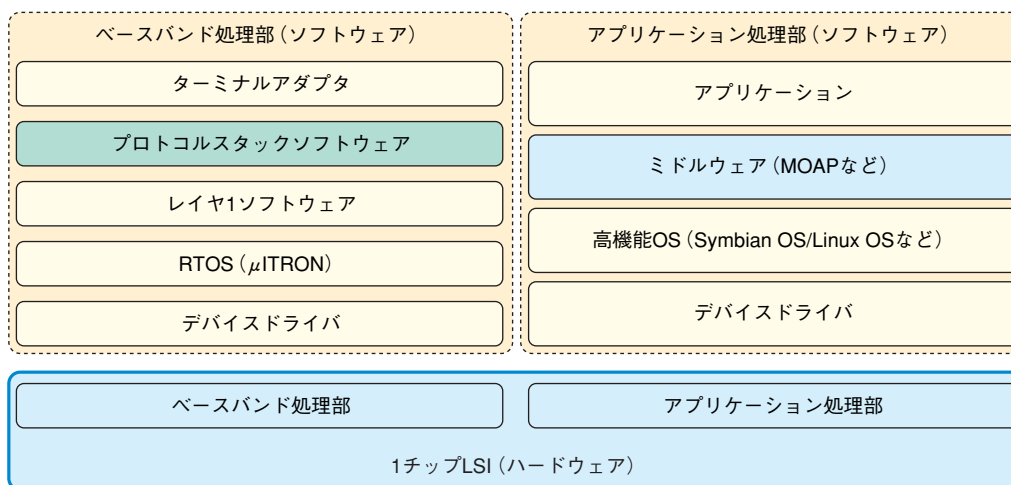 ベースバンド処理部(ソフトウェア)
ターミナルアダプタ
プロトコルスタックソフトウェア
レイヤ1ソフトウェア
RTOS(μITRON)
デバイスドライバ
アプリケーション処理部(ソフトウェア)
アプリケーション
ミドルウェア(MOAPなど)
高機能OS(Symbian OS/Linux OSなど)
デバイスドライバ
ベースバンド処理部
アプリケーション処理部
1チップLSI(ハードウェア)